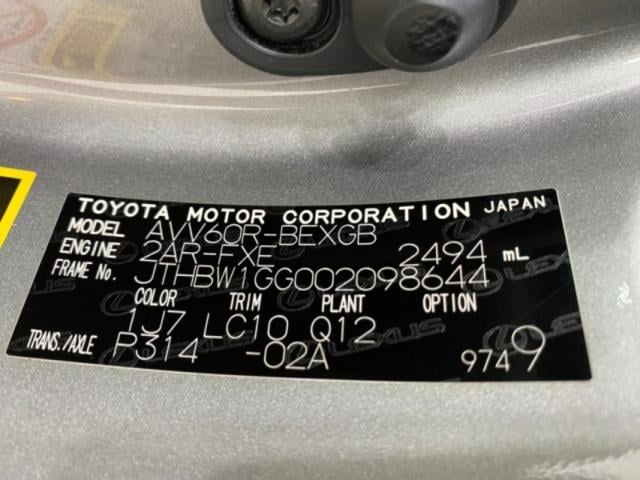 TOYOTA MOTOR CORPORATION JAPAN
MODEL AVV60R-BEXGB
ENGINE 2AR-FXE 2494 mL
FRAME No. JTHBW1GG002098644
COLOR TRIM PLANT OPTION
1J7 LC10 Q12
TRANS./AXLE P314 -02A 9749